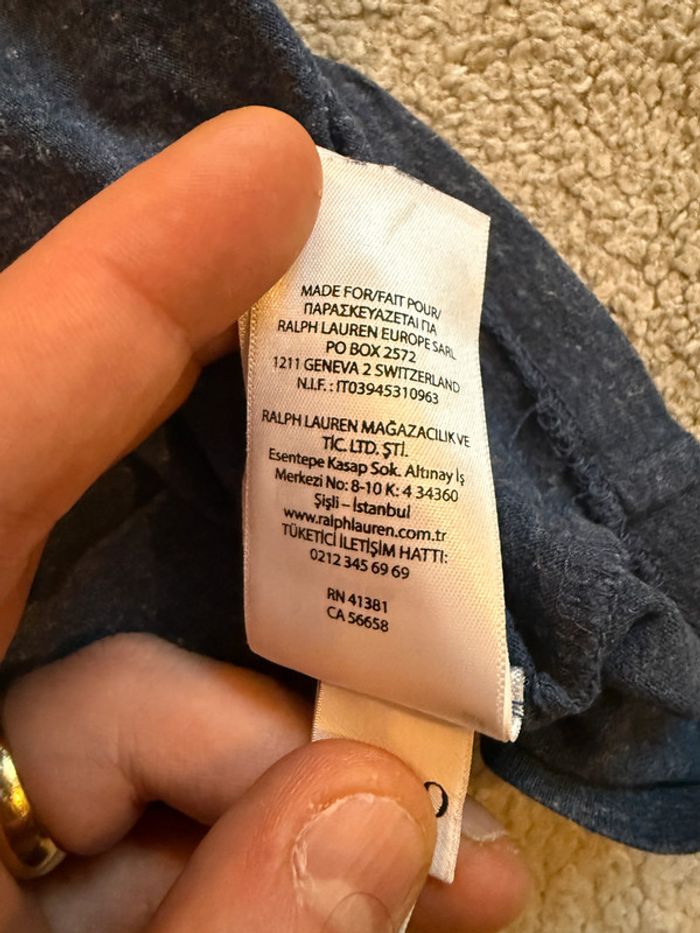 MADE FOR/FAIT POUR/
ΠΑΡΑΣΚΕΥΑΖΕΤΑΙ ΓΙΑ
RALPH LAUREN EUROPE SARL
PO BOX 2572
1211 GENEVA 2 SWITZERLAND
N.I.F. : IT03945310963
RALPH LAUREN MAĞAZACILIK VE
TİC. LTD. ŞTİ.
Esentepe Kasap Sok. Altınay İş
Merkezi No: 8-10 K: 4 34360
Şişli – İstanbul
www.ralphlauren.com.tr
TÜKETİCİ İLETİŞİM HATTI:
0212 345 69 69
RN 41381
CA 56658